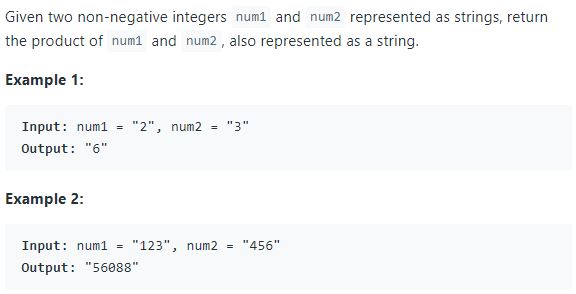 Given two non-negative integers num1 and num2 represented as strings, return
the product of num1 and num2 , also represented as a string.
Example 1:
Input: num1 = "2", num2 = "3"
Output: "6"
Example 2:
Input: num1 = "123", num2 = "456"
Output: "56088"